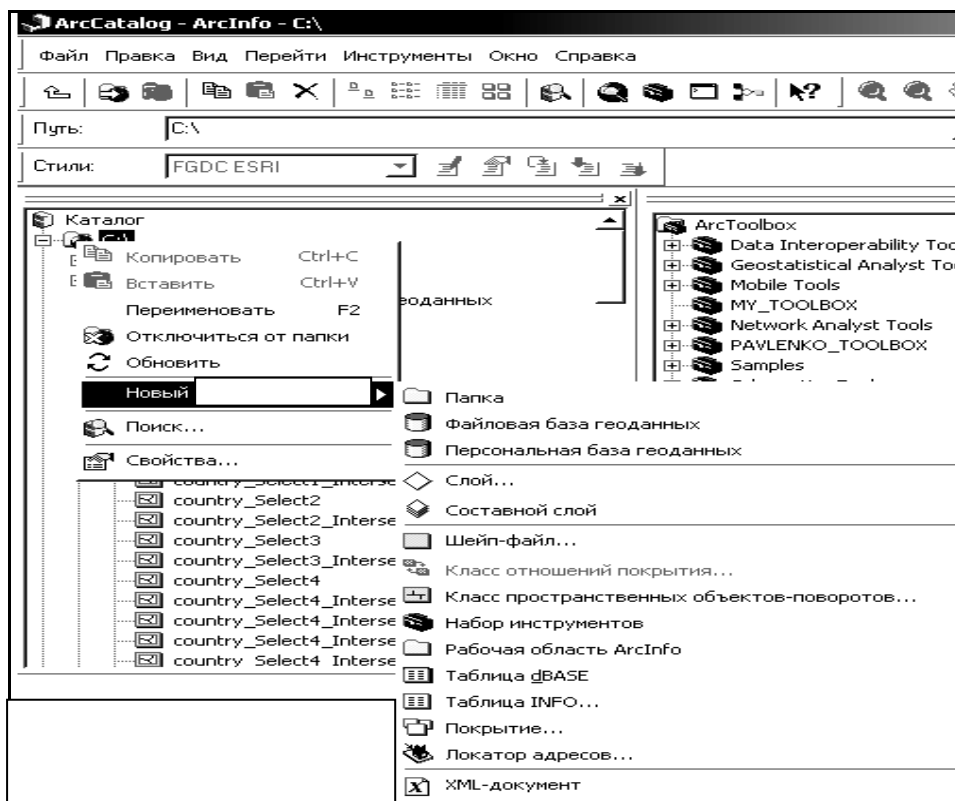 ArcCatalog - ArcInfo - C:\
Файл Правка Вид Перейти Инструменты Окно Справка
Путь: C:\
Стили: FGDC ESRI
Каталог
C:\
Копировать Ctrl+C
Вставить Ctrl+V
Переименовать F2
Отключиться от папки
Обновить
Новый
Поиск...
Свойства...
еоданных
country_Select1_Interse
country_Select2
country_Select2_Interse
country_Select3
country_Select3_Interse
country_Select4
country_Select4_Interse
country_Select4_Interse
country_Select4_Interse
country_Select4_Interse
Папка
Файловая база геоданных
Персональная база геоданных
Слой...
Составной слой
Шейп-файл...
Класс отношений покрытия...
Класс пространственных объектов-поворотов...
Набор инструментов
Рабочая область ArcInfo
Таблица dBASE
Таблица INFO...
Покрытие...
Локатор адресов...
XML-документ
ArcToolbox
Data Interoperability Too
Geostatistical Analyst To
Mobile Tools
MY_TOOLBOX
Network Analyst Tools
PAVLENKO_TOOLBOX
Samples